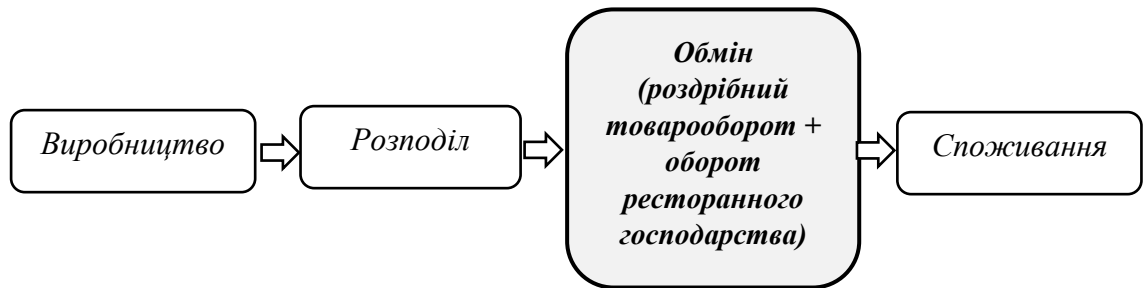 Виробництво
Розподіл
Обмін
(роздрібний
товарооборот +
оборот
ресторанного
господарства)
Споживання